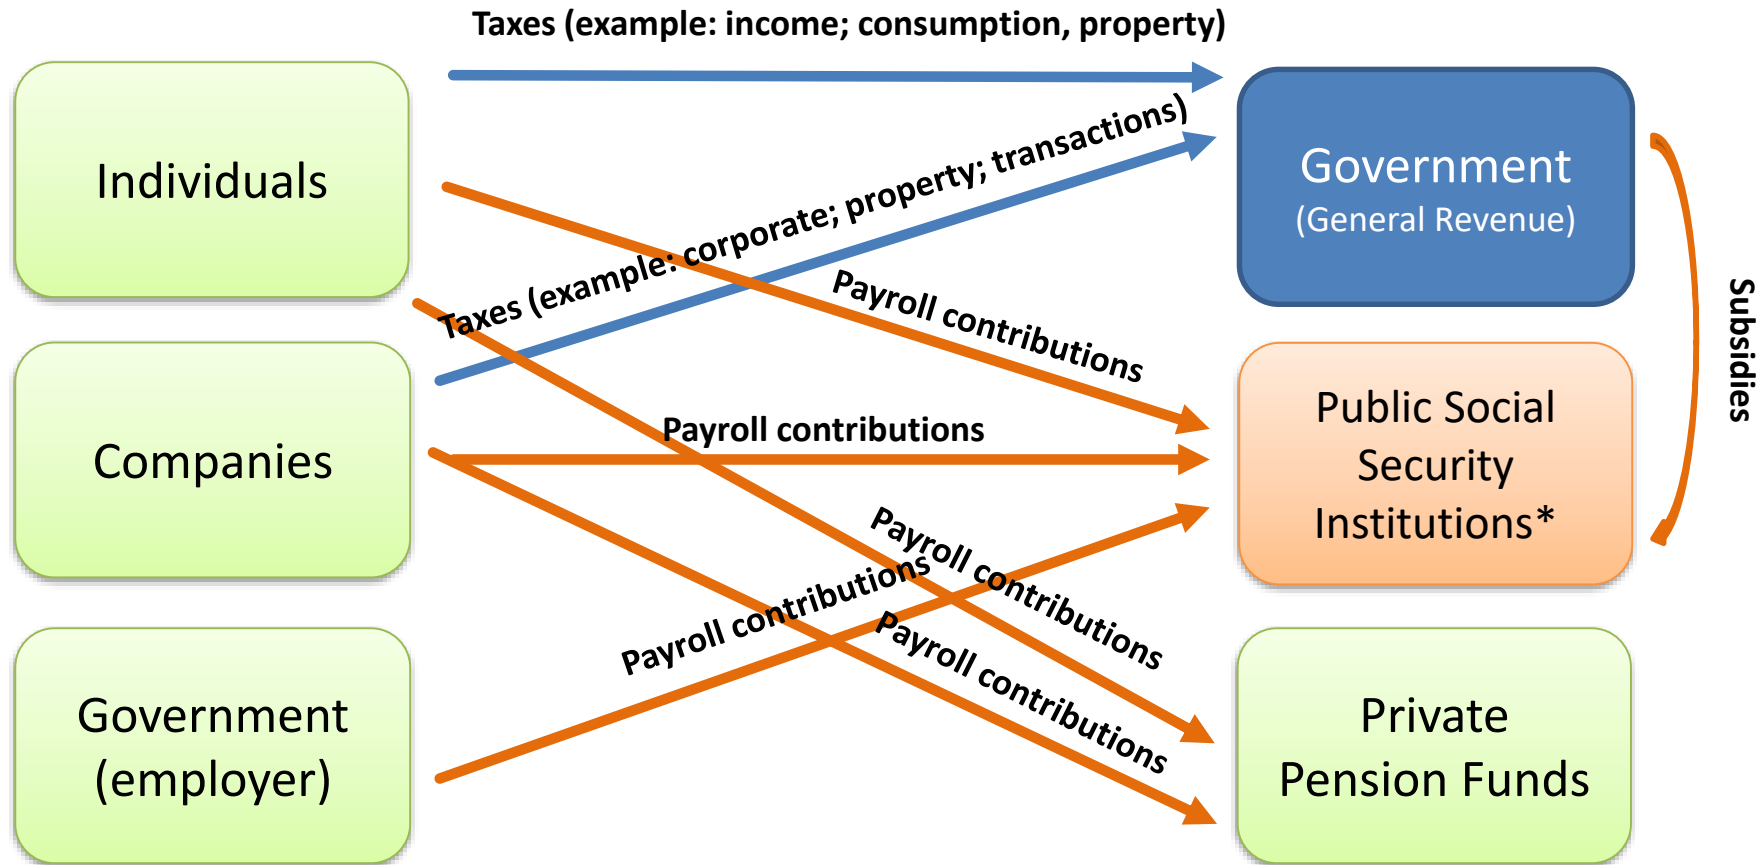 Taxes (example: income; consumption, property)
Individuals
Government
(General Revenue)
Taxes (example: corporate; property; transactions)
Payroll contributions
Subsidies
Companies
Payroll contributions
Public Social
Security
Institutions*
Payroll contributions
Payroll contributions
Payroll contributions
Government
(employer)
Private
Pension Funds